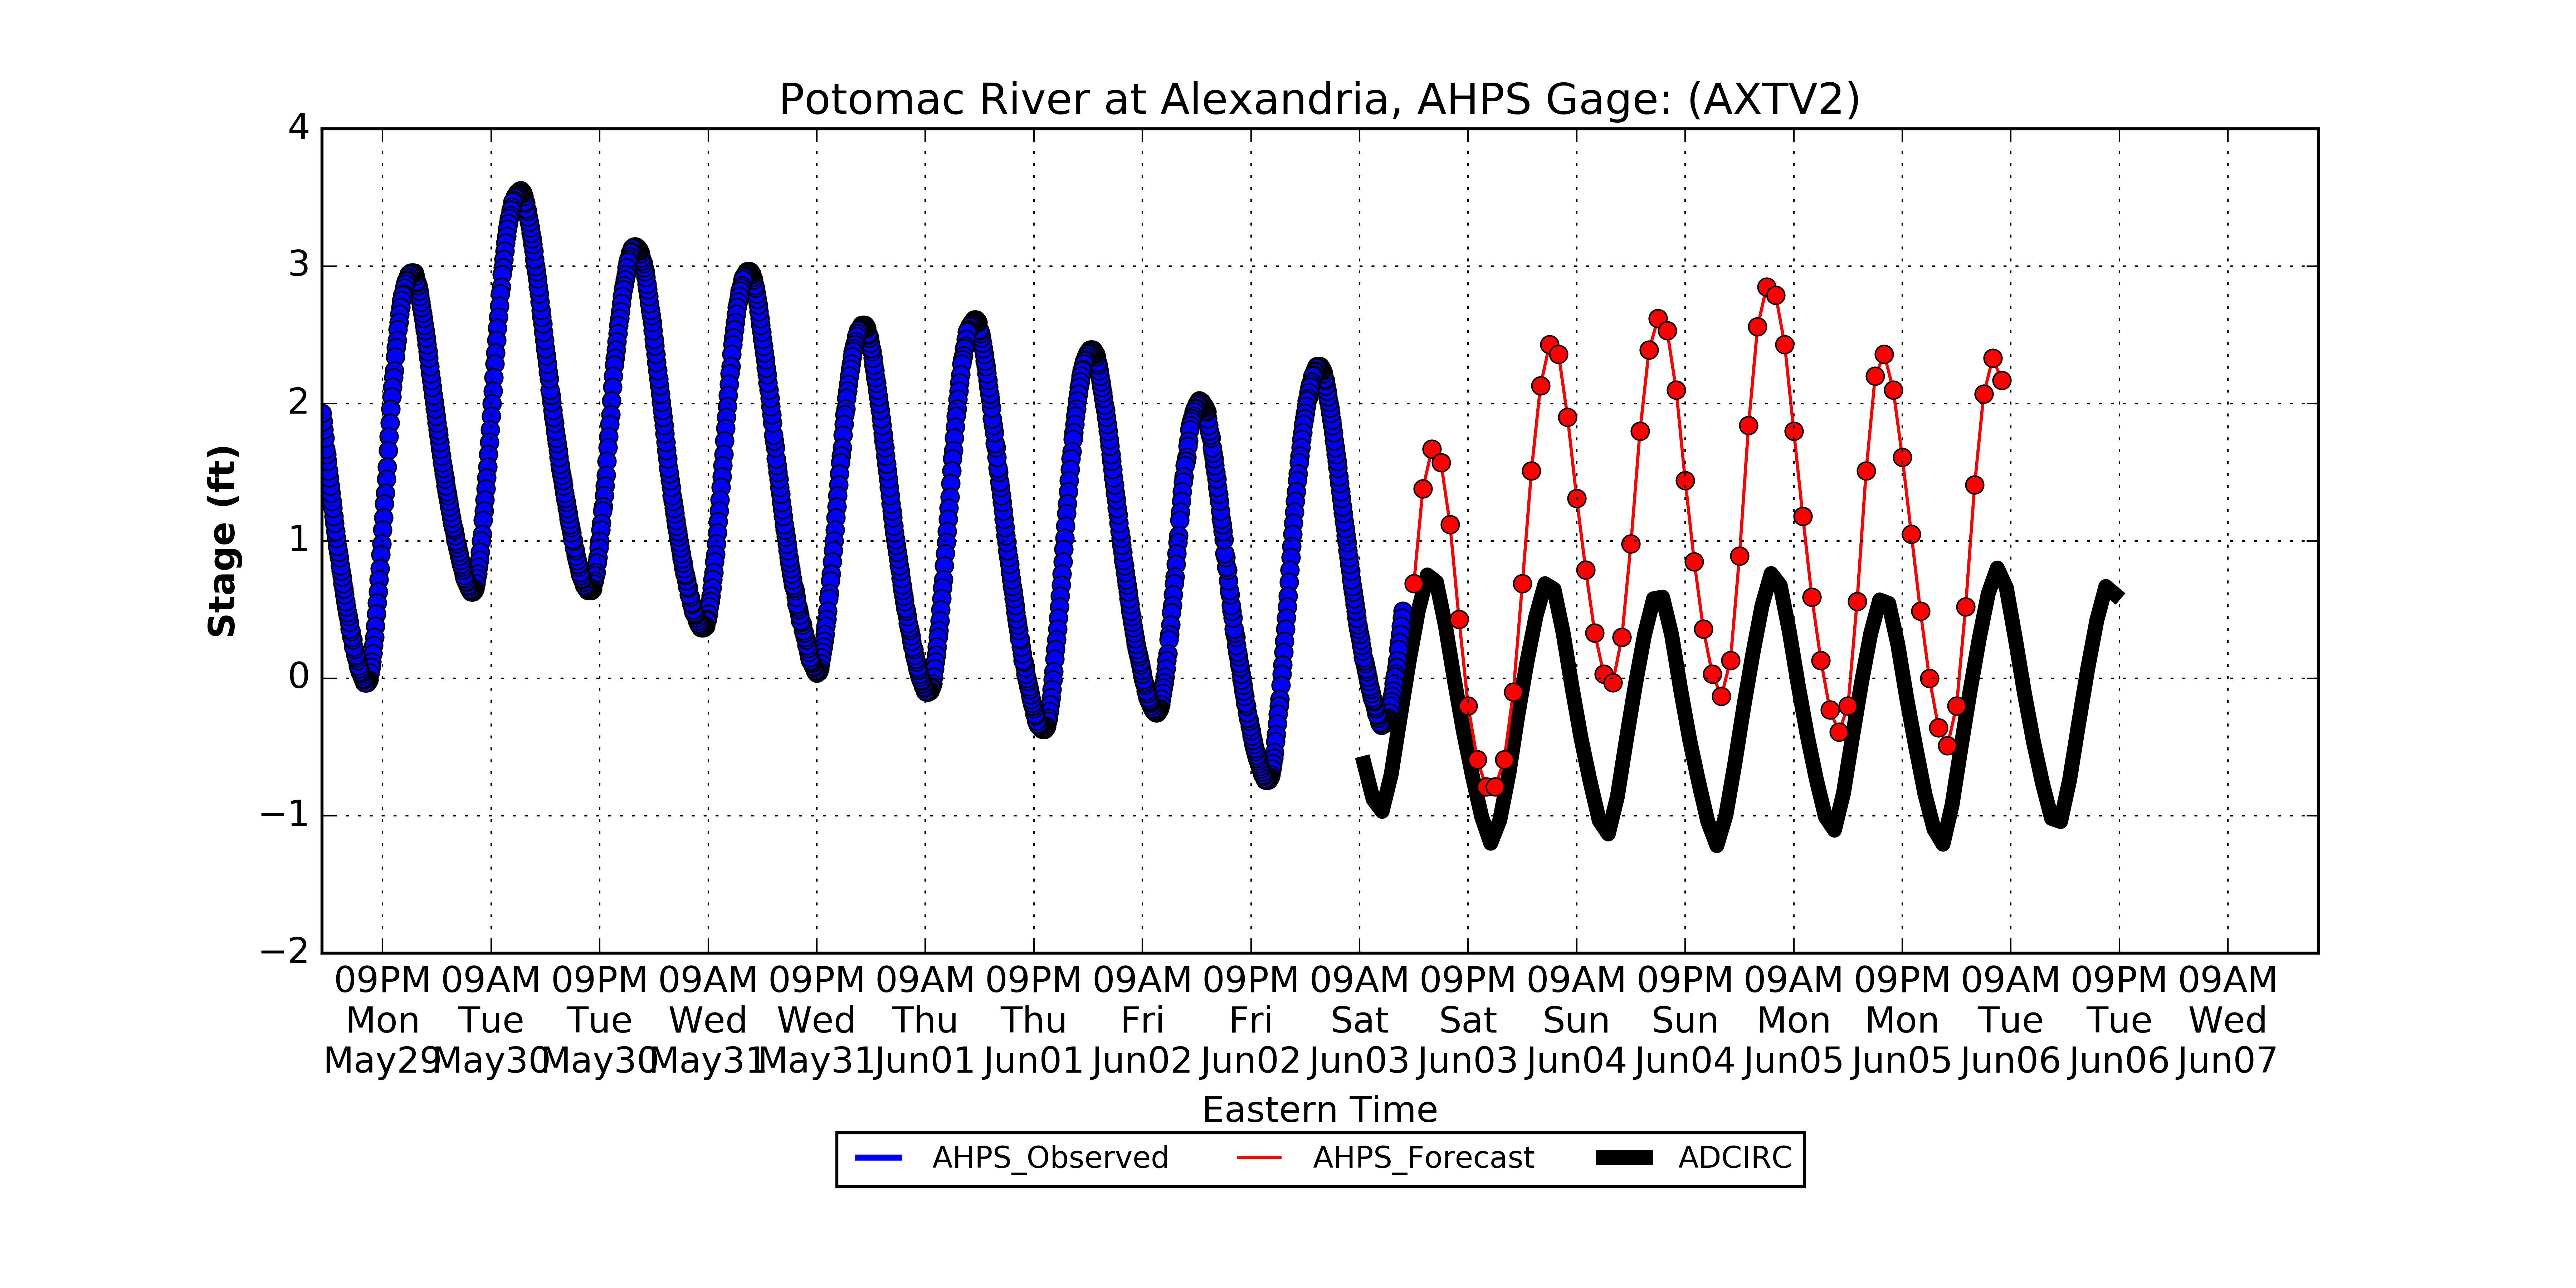 Potomac River at Alexandria, AHPS Gage: (AXTV2)
4
3
2
1
0
−1
−2
Stage (ft)
09PM 09AM 09PM 09AM 09PM 09AM 09PM 09AM 09PM 09AM 09PM 09AM 09PM 09AM 09PM 09AM 09PM 09AM
Mon Tue Tue Wed Wed Thu Thu Fri Fri Sat Sat Sun Sun Mon Mon Tue Tue Wed
May29 May30 May30 May31 May31 Jun01 Jun01 Jun02 Jun02 Jun03 Jun03 Jun04 Jun04 Jun05 Jun05 Jun06 Jun06 Jun07
Eastern Time
AHPS_Observed AHPS_Forecast ADCIRC